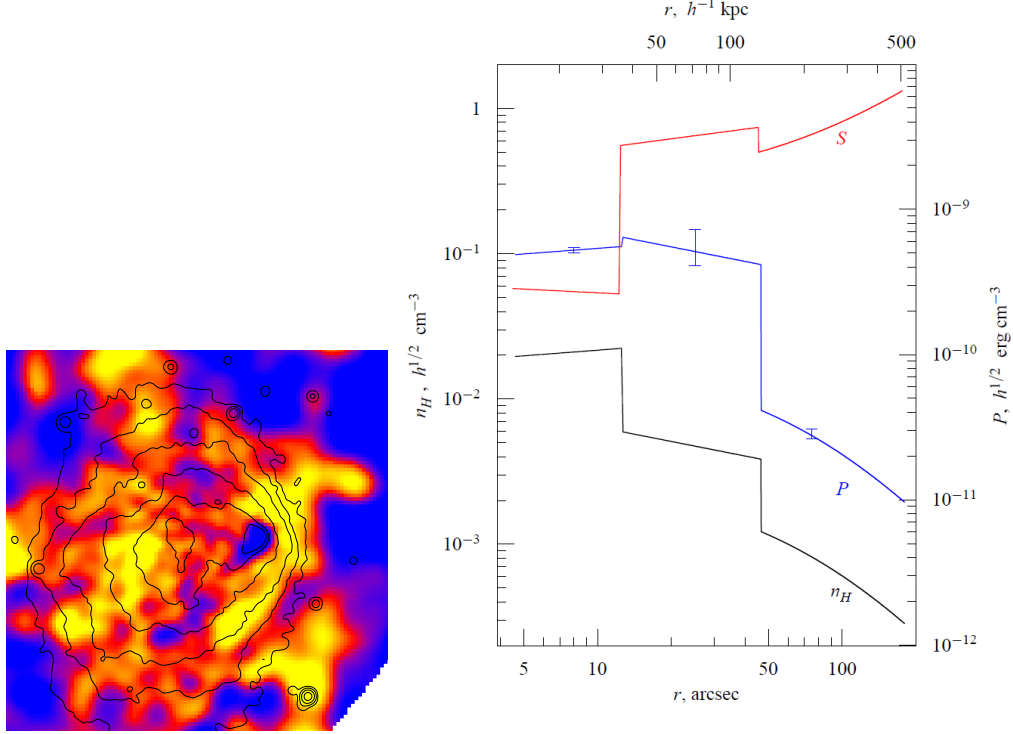 r, h⁻¹ kpc
50 100 500
1
10⁻¹
10⁻²
10⁻³
n_H, h^{1/2} cm⁻³
S
P
n_H
10⁻⁹
10⁻¹⁰
10⁻¹¹
10⁻¹²
P, h^{1/2} erg cm⁻³
5 10 50 100
r, arcsec